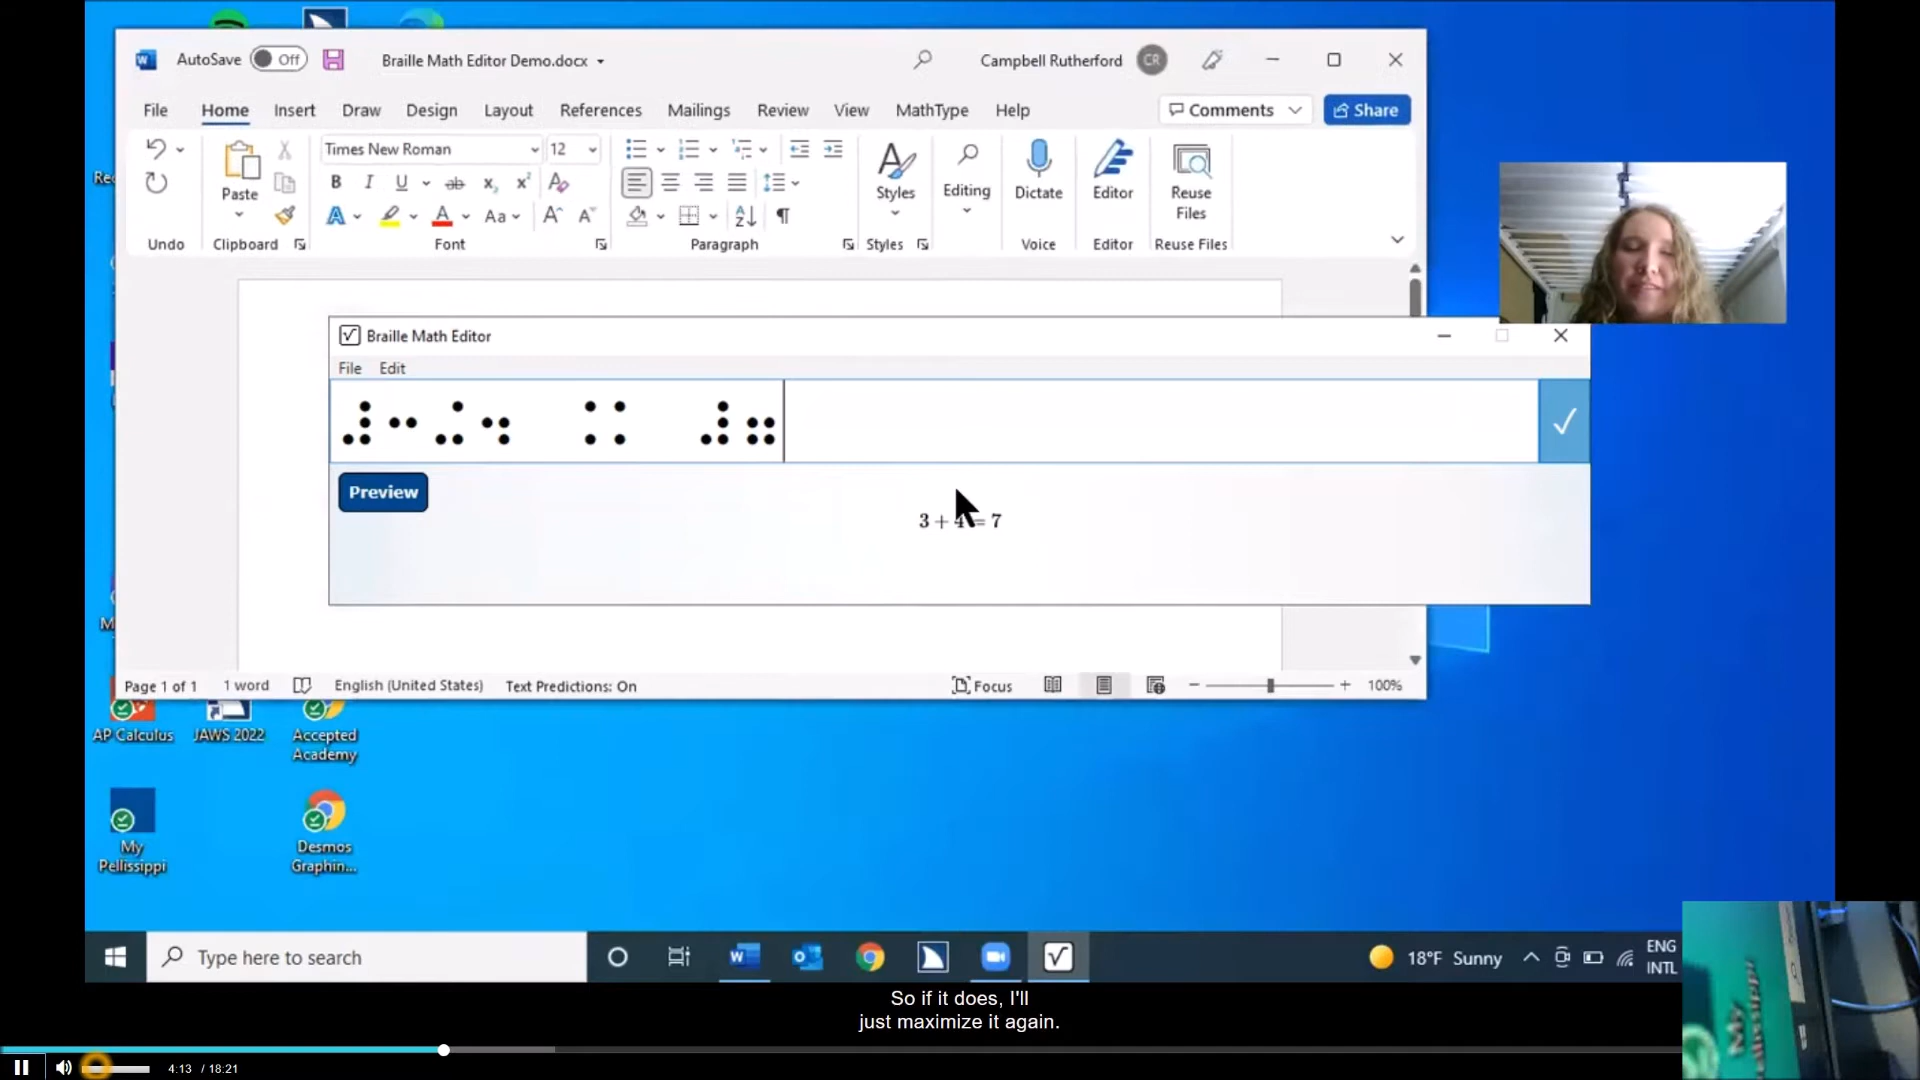 AutoSave Off Braille Math Editor Demo.docx Campbell Rutherford CR
File Home Insert Draw Design Layout References Mailings Review View MathType Help Comments Share
Times New Roman 12
Paste Styles Editing Dictate Editor Reuse Files
Undo Clipboard Font Paragraph Styles Voice Editor Reuse Files
Braille Math Editor
File Edit
⠼⠒⠬⠲ ⠨⠅ ⠼⠶
Preview
3 + 4 = 7
Page 1 of 1 1 word English (United States) Text Predictions: On Focus 100%
AP Calculus JAWS 2022 Accepted Academy
My Pellissippi Desmos Graphin...
Type here to search 18°F Sunny ENG INTL
So if it does, I'll
just maximize it again.
4:13 / 18:21